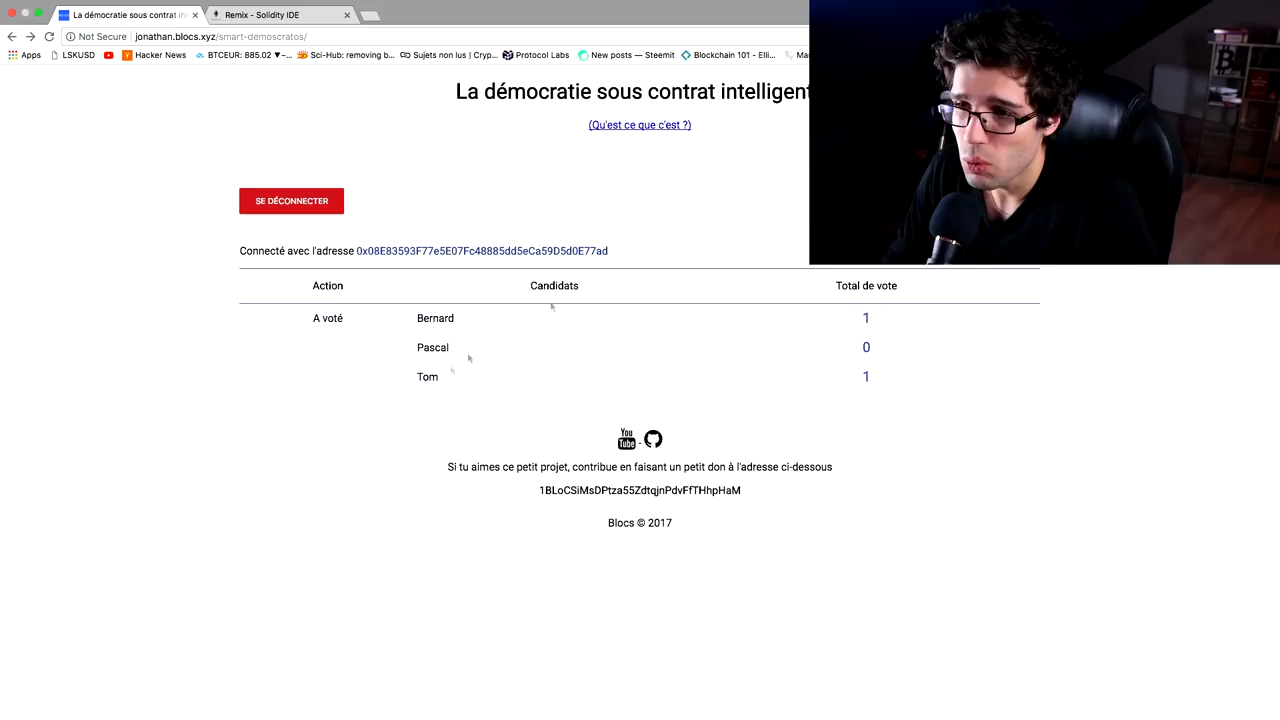 La démocratie sous contrat in
Remix - Solidity IDE
Not Secure jonathan.blocs.xyz/smart-demoscratos/
Apps LSKUSD Hacker News BTCEUR: 885.02 ▼−... Sci-Hub: removing b... Sujets non lus | Cryp... Protocol Labs New posts — Steemit Blockchain 101 - Elli... Ma
La démocratie sous contrat intelligent
(Qu'est ce que c'est ?)
SE DÉCONNECTER
Connecté avec l'adresse 0x08E83593F77e5E07Fc48885dd5eCa59D5d0E77ad
Action Candidats Total de vote
A voté Bernard 1
Pascal 0
Tom 1
You
Tube -
Si tu aimes ce petit projet, contribue en faisant un petit don à l'adresse ci-dessous
1BLoCSiMsDPtza55ZdtqjnPdvFfTHhpHaM
Blocs © 2017